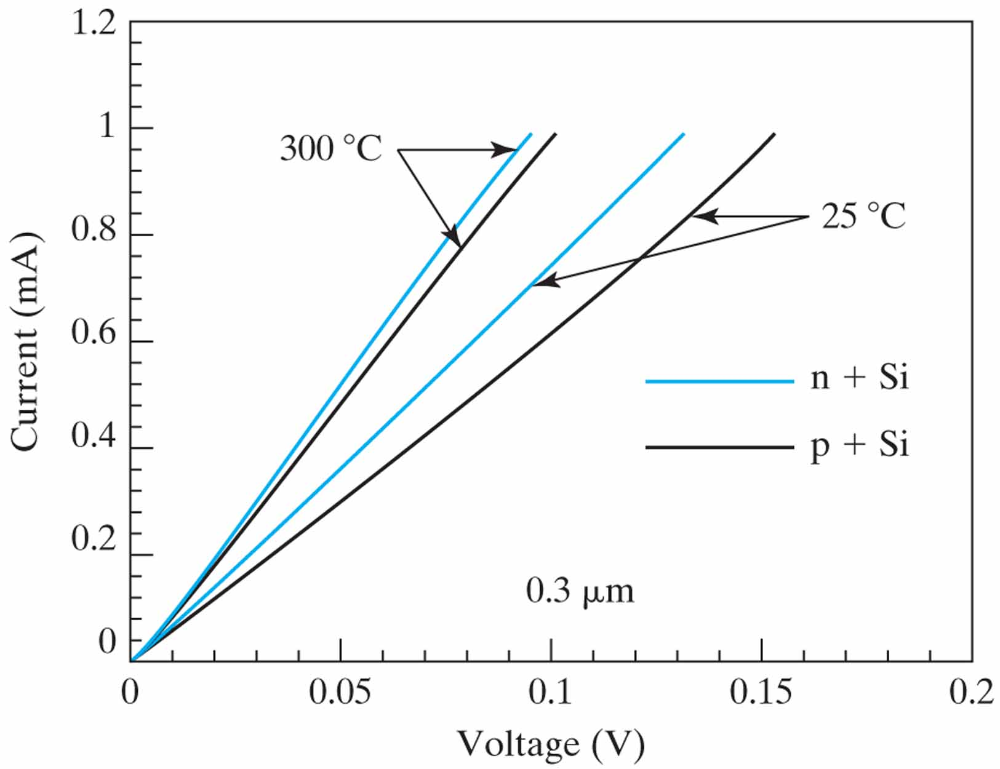 1.2
1
0.8
0.6
0.4
0.2
0
Current (mA)
300 °C
25 °C
n + Si
p + Si
0.3 μm
0
0.05
0.1
0.15
0.2
Voltage (V)